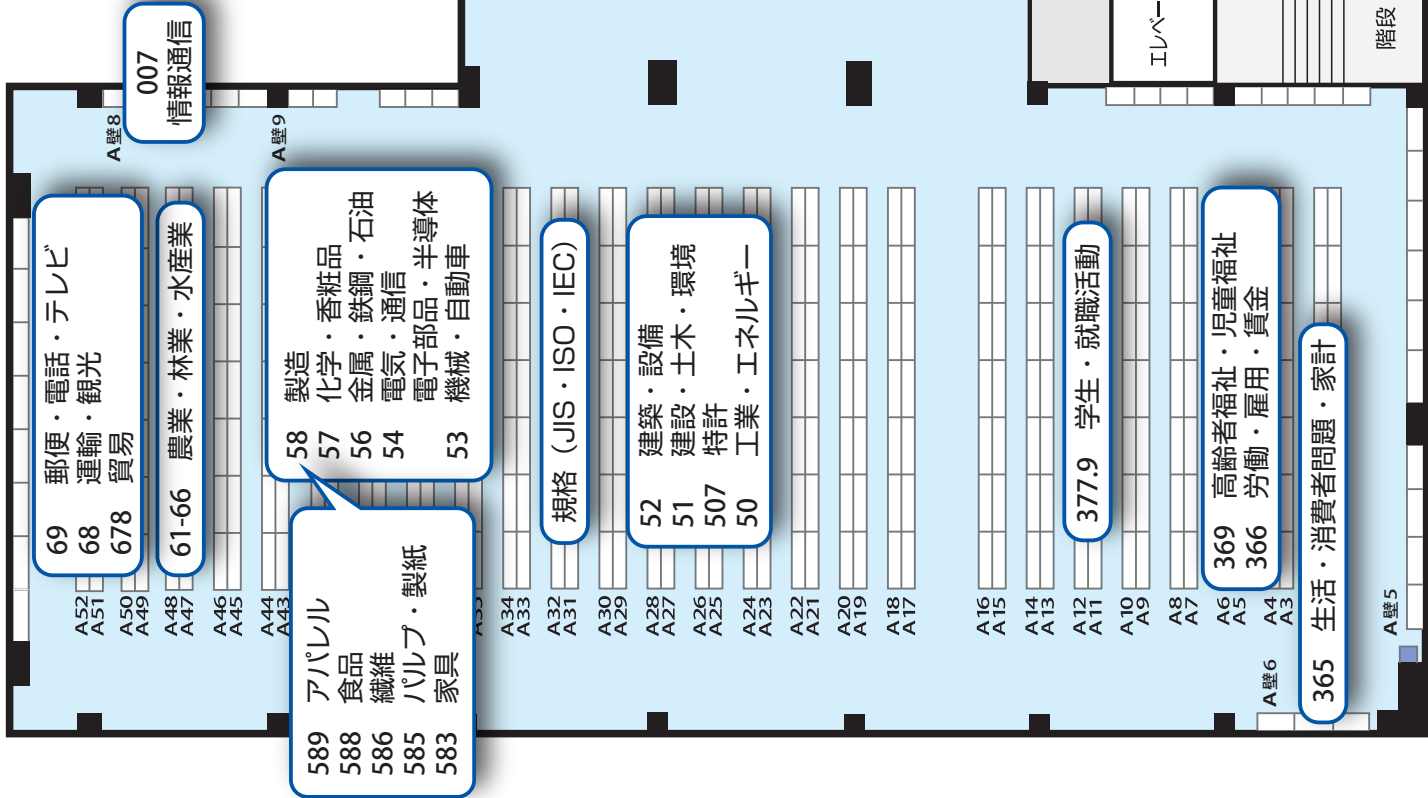 007
情報通信
A壁8
A壁9
69 郵便・電話・テレビ
68 運輸・観光
678 貿易
61-66 農業・林業・水産業
58 製造
57 化学・香粧品
56 金属・鉄鋼・石油
54 電気・通信
電子部品・半導体
53 機械・自動車
589 アパレル
588 食品
586 繊維
585 パルプ・製紙
583 家具
規格（JIS・ISO・IEC）
52 建築・設備
51 建設・土木・環境
507 特許
50 工業・エネルギー
377.9 学生・就職活動
369 高齢者福祉・児童福祉
366 労働・雇用・賃金
365 生活・消費者問題・家計
A52
A51
A50
A49
A48
A47
A46
A45
A44
A43
A34
A33
A32
A31
A30
A29
A28
A27
A26
A25
A24
A23
A22
A21
A20
A19
A18
A17
A16
A15
A14
A13
A12
A11
A10
A9
A8
A7
A6
A5
A4
A3
A壁6
A壁5
エレベー
階段